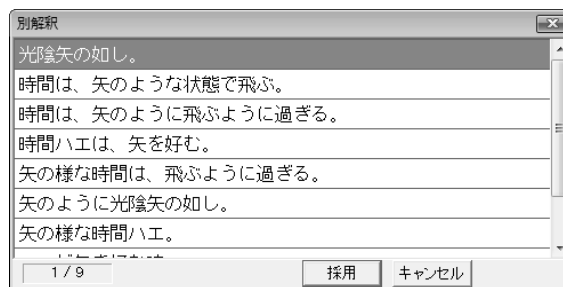 別解釈
光陰矢の如し。
時間は、矢のような状態で飛ぶ。
時間は、矢のように飛ぶように過ぎる。
時間ハエは、矢を好む。
矢の様な時間は、飛ぶように過ぎる。
矢のように光陰矢の如し。
矢の様な時間ハエ。
1 / 9
採用
キャンセル